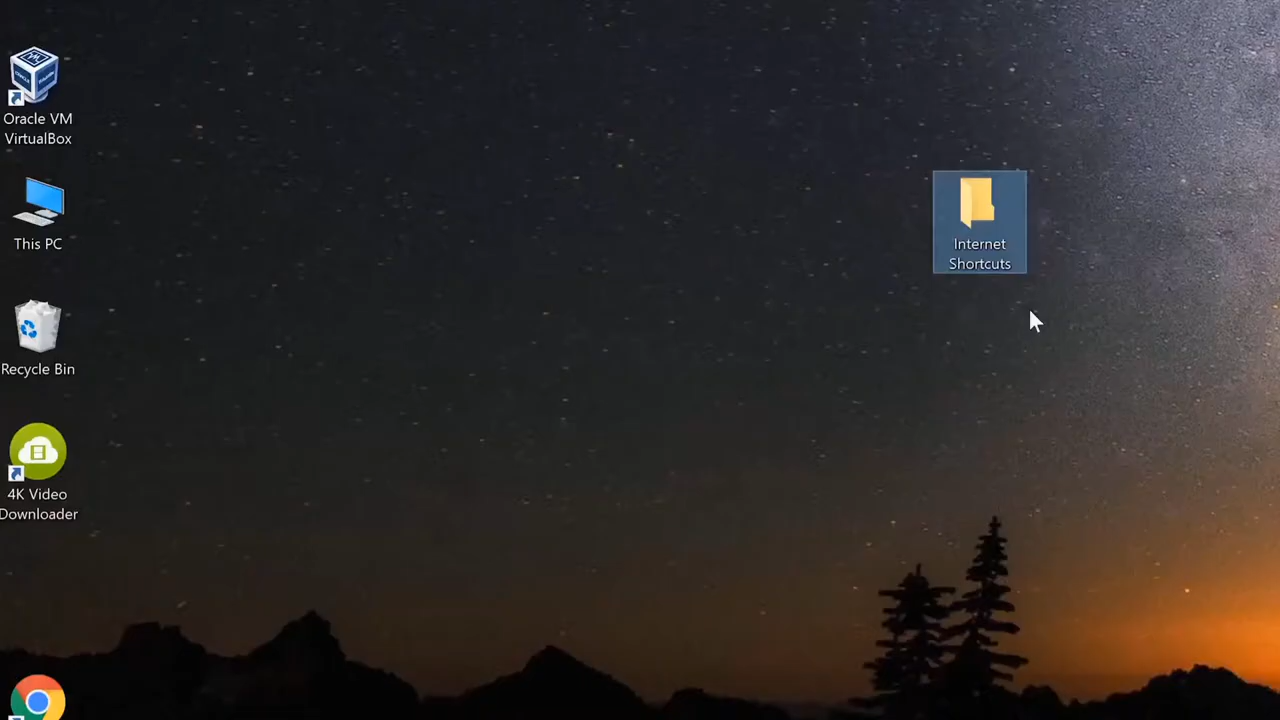 Oracle VM
VirtualBox
This PC
Recycle Bin
4K Video
Downloader
Internet
Shortcuts